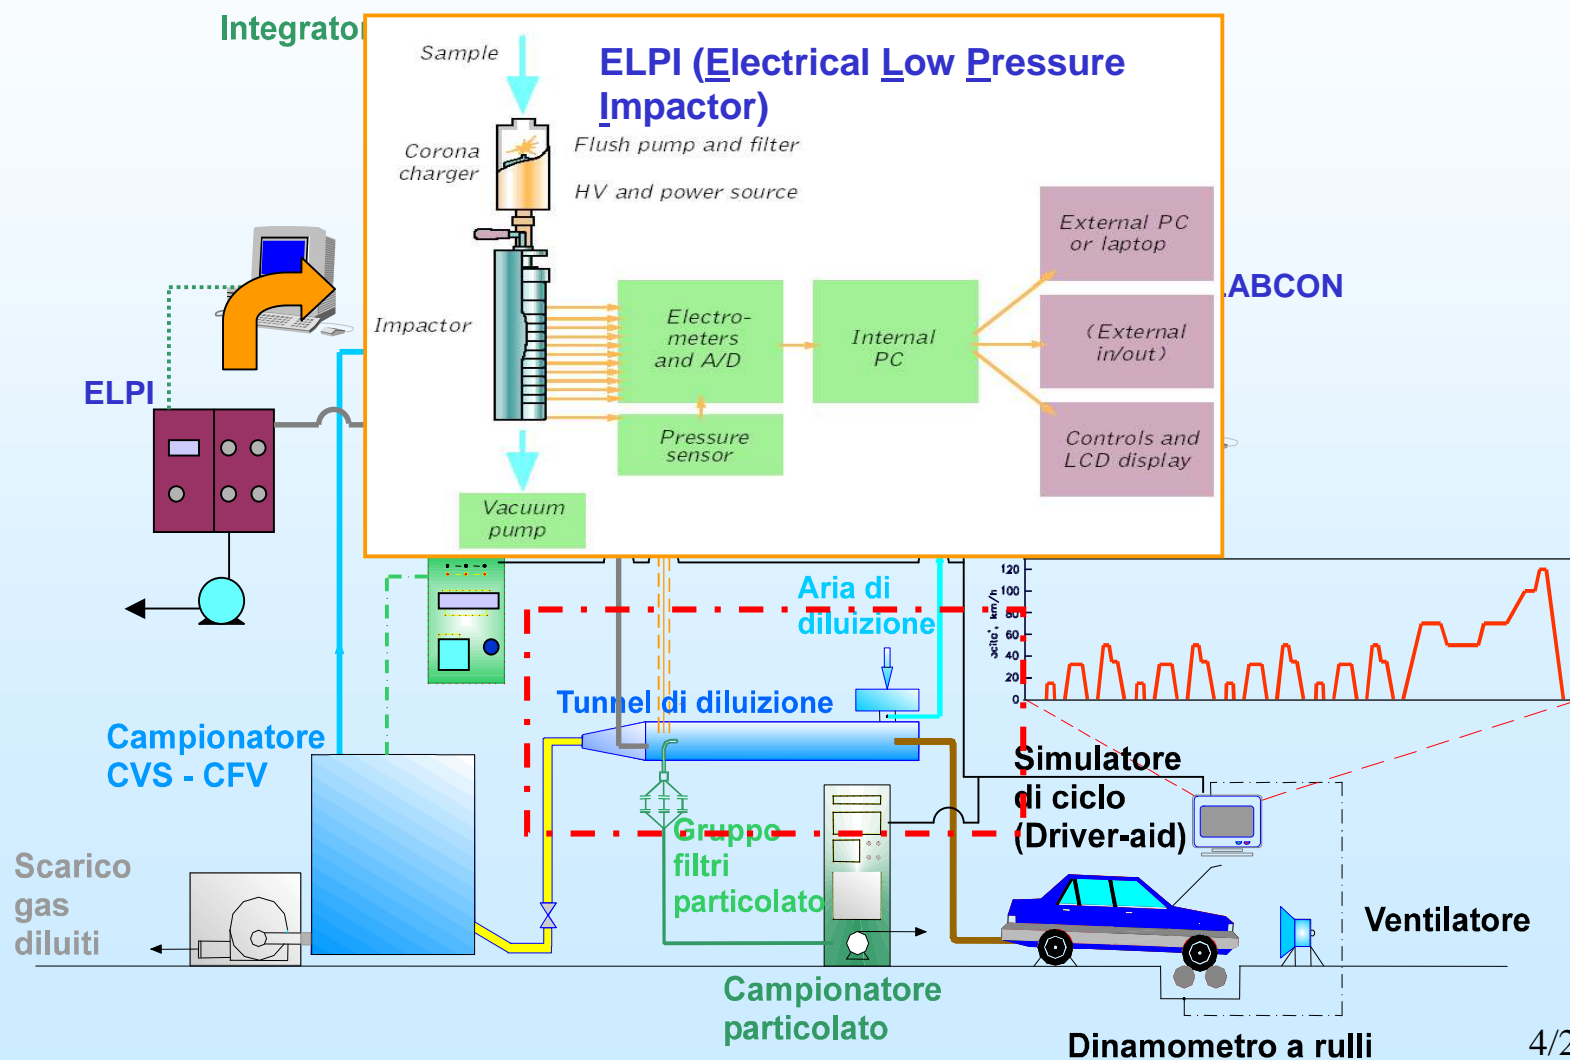 Integrator
Sample
ELPI (Electrical Low Pressure
Impactor)
Corona
charger
Flush pump and filter
HV and power source
External PC
or laptop
ABCON
Impactor
Electro-
meters
and A/D
Internal
PC
(External
in/out)
ELPI
Pressure
sensor
Controls and
LCD display
Vacuum
pump
Aria di
diluizione
120
100
80
60
40
20
0
km/h
Tunnel di diluizione
Campionatore
CVS - CFV
Simulatore
di ciclo
(Driver-aid)
Gruppo
filtri
particolato
Scarico
gas
diluiti
Ventilatore
Campionatore
particolato
Dinamometro a rulli
4/2